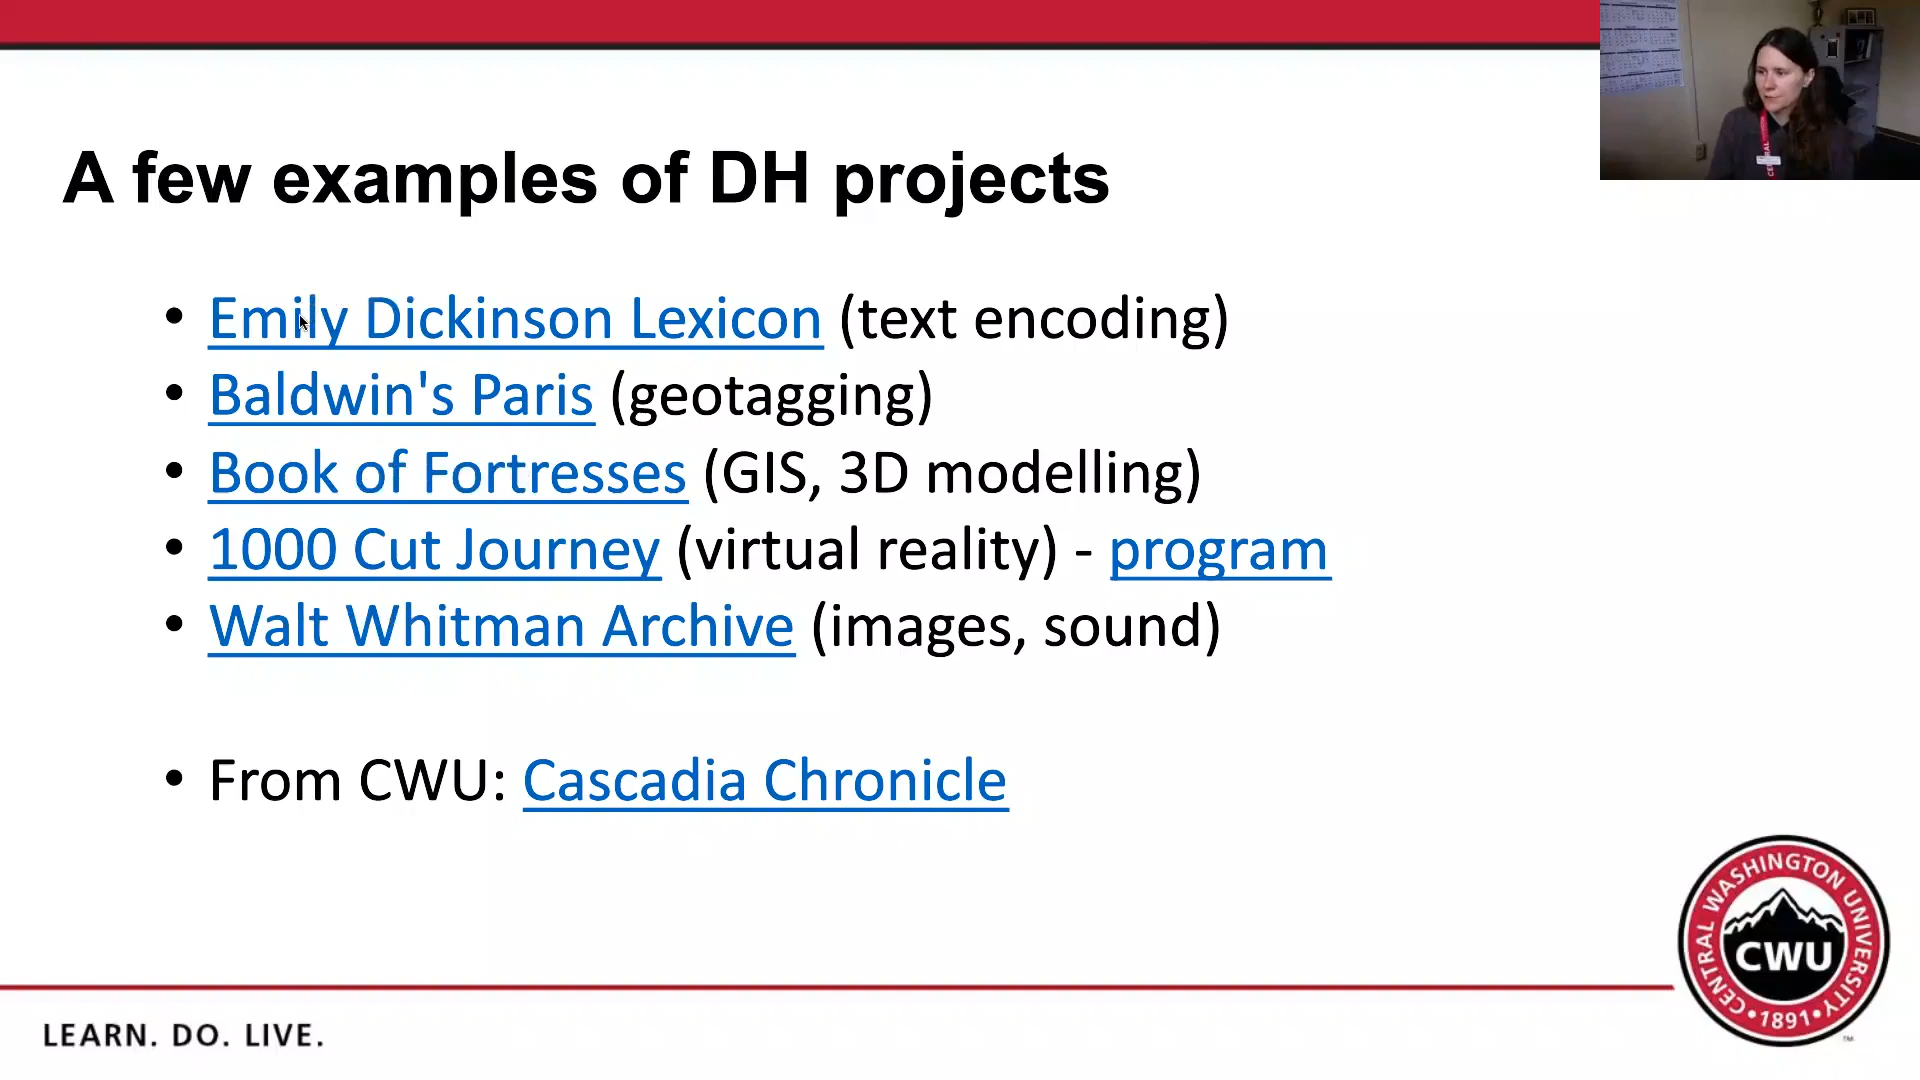 A few examples of DH projects
• Emily Dickinson Lexicon (text encoding)
• Baldwin's Paris (geotagging)
• Book of Fortresses (GIS, 3D modelling)
• 1000 Cut Journey (virtual reality) - program
• Walt Whitman Archive (images, sound)
• From CWU: Cascadia Chronicle
CENTRAL WASHINGTON UNIVERSITY
CWU
•1891•
TM
LEARN. DO. LIVE.